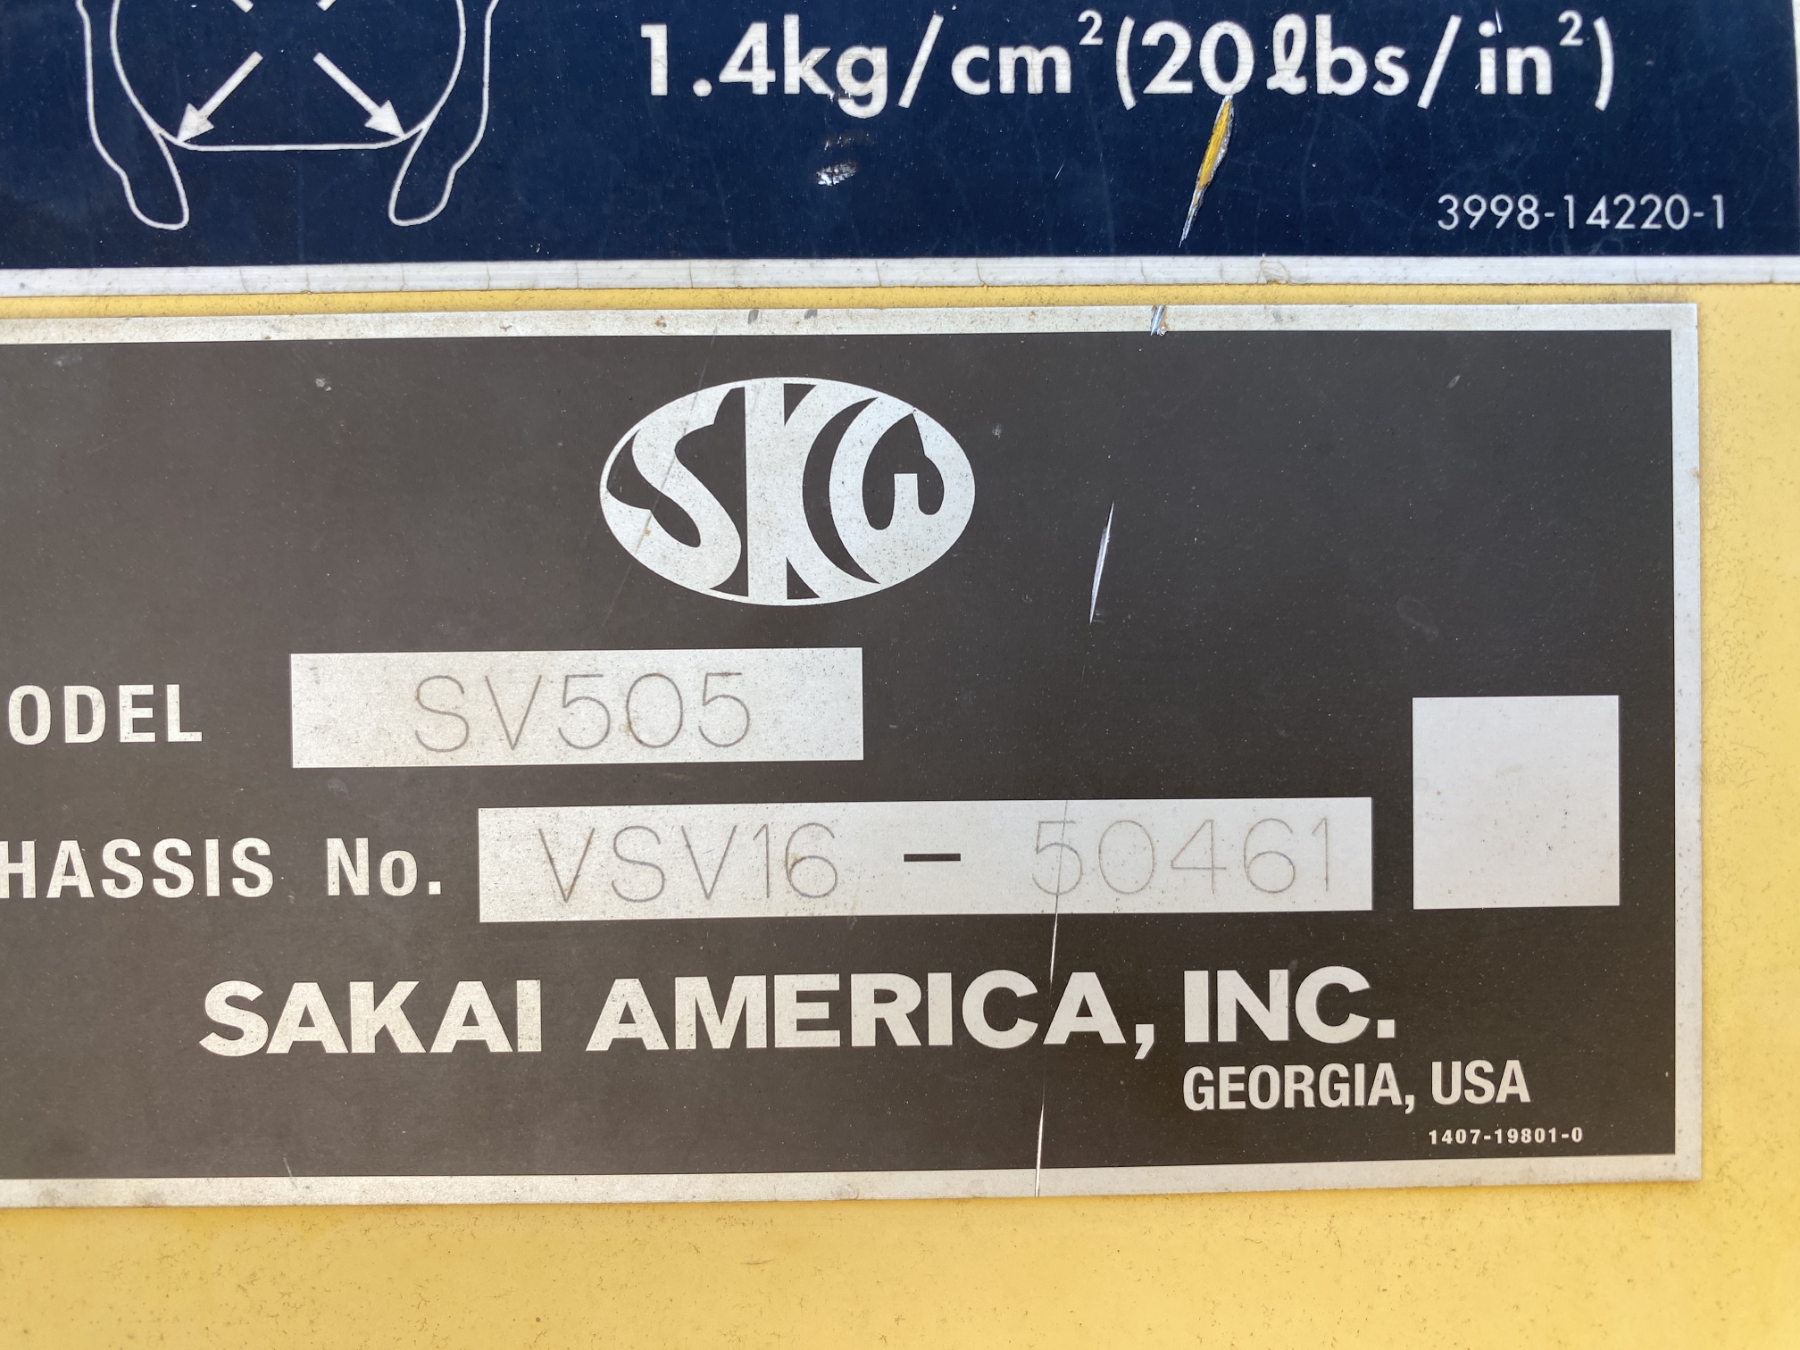 1.4kg/cm²(20lbs/in²)
3998-14220-1
SKW
ODEL SV505
HASSIS No. VSV16 - 50461
SAKAI AMERICA, INC.
GEORGIA, USA
1407-19801-0